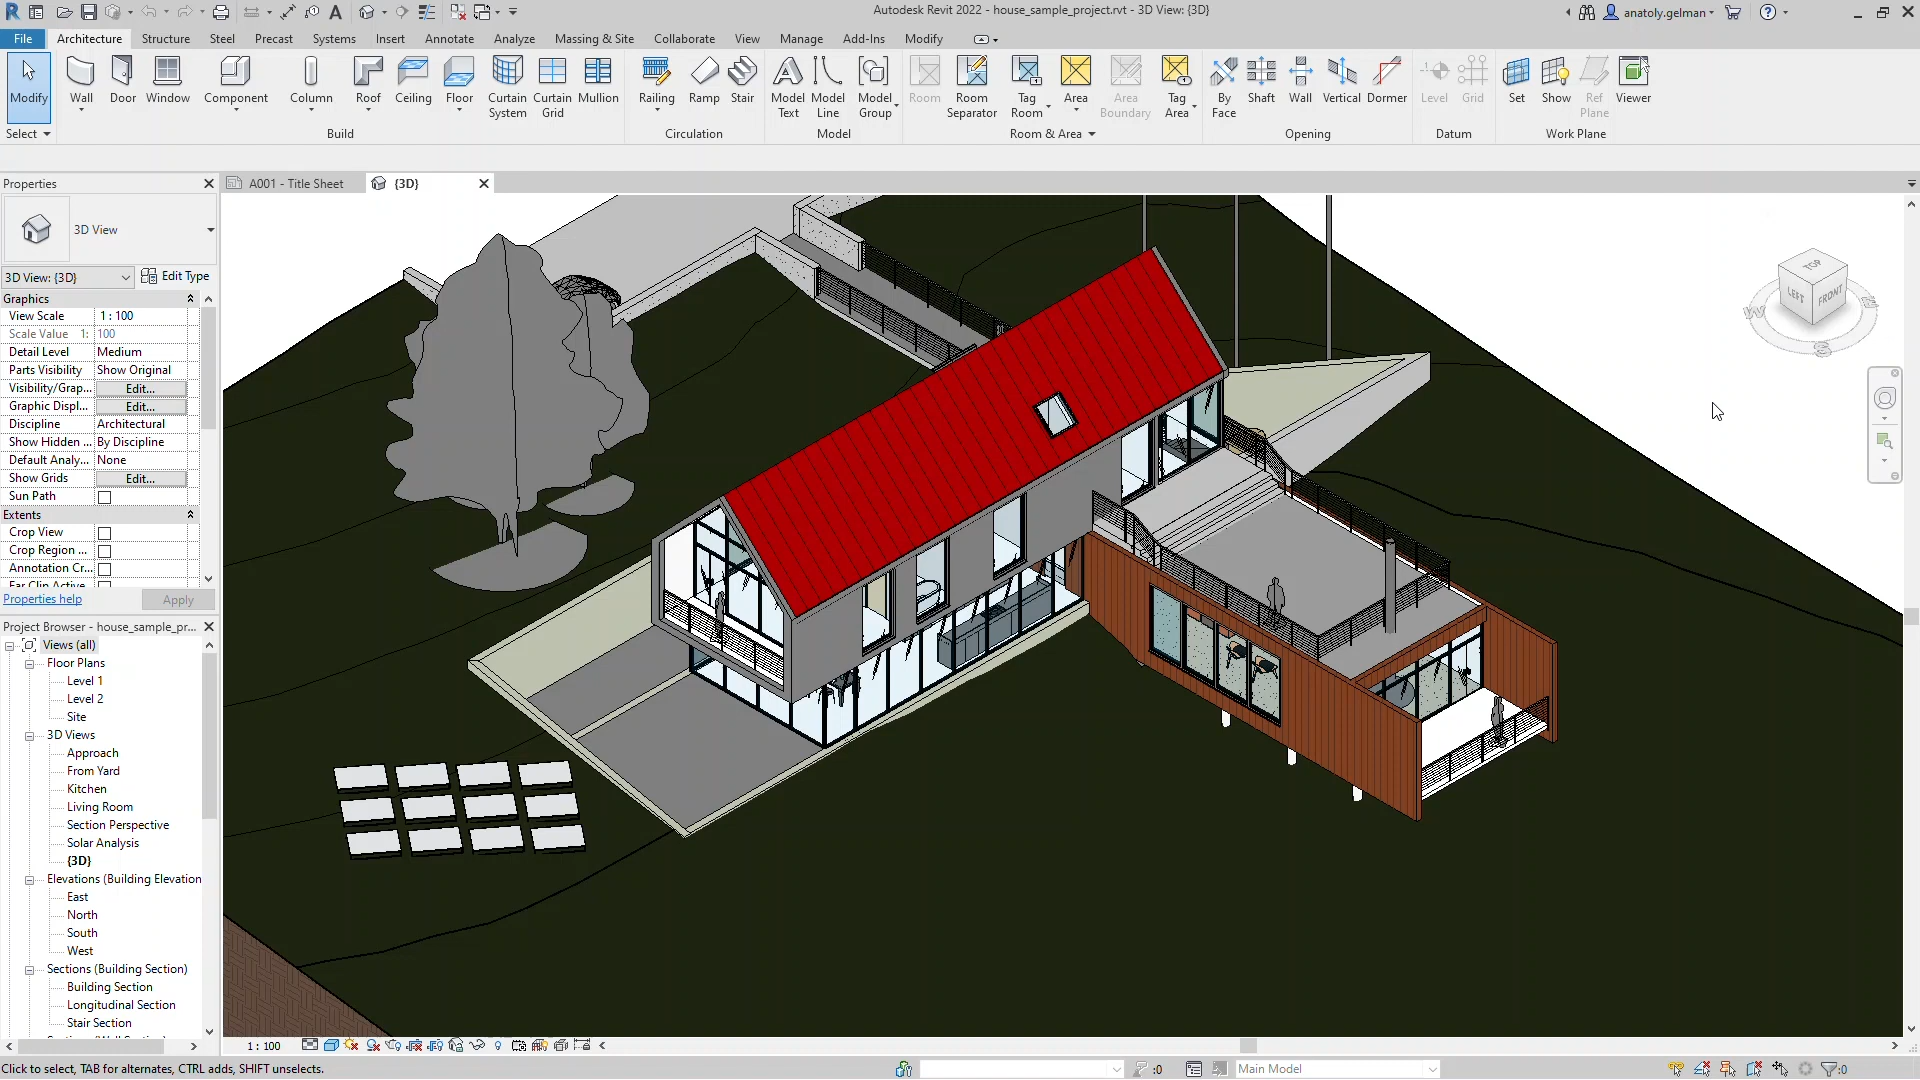 Autodesk Revit 2022 - house_sample_project.rvt - 3D View: {3D}
anatoly.gelman
File Architecture Structure Steel Precast Systems Insert Annotate Analyze Massing & Site Collaborate View Manage Add-Ins Modify
Modify Wall Door Window Component Column Roof Ceiling Floor Curtain System Curtain Grid Mullion Railing Ramp Stair Model Text Model Line Model Group Room Room Separator Tag Room Area Area Boundary Tag Area By Face Shaft Wall Vertical Dormer Level Grid Set Show Ref Plane Viewer
Select Build Circulation Model Room & Area Opening Datum Work Plane
Properties
A001 - Title Sheet
{3D}
3D View
3D View: {3D}
Edit Type
Graphics
View Scale 1 : 100
Scale Value 1: 100
Detail Level Medium
Parts Visibility Show Original
Visibility/Grap... Edit...
Graphic Displ... Edit...
Discipline Architectural
Show Hidden ... By Discipline
Default Analy... None
Show Grids Edit...
Sun Path
Extents
Crop View
Crop Region ...
Annotation Cr...
Far Clip Active
Properties help
Apply
TOP
LEFT
FRONT
W
S
E
Project Browser - house_sample_pr...
Views (all)
Floor Plans
Level 1
Level 2
Site
3D Views
Approach
From Yard
Kitchen
Living Room
Section Perspective
Solar Analysis
{3D}
Elevations (Building Elevation
East
North
South
West
Sections (Building Section)
Building Section
Longitudinal Section
Stair Section
1 : 100
Click to select, TAB for alternates, CTRL adds, SHIFT unselects.
:0
Main Model
:0